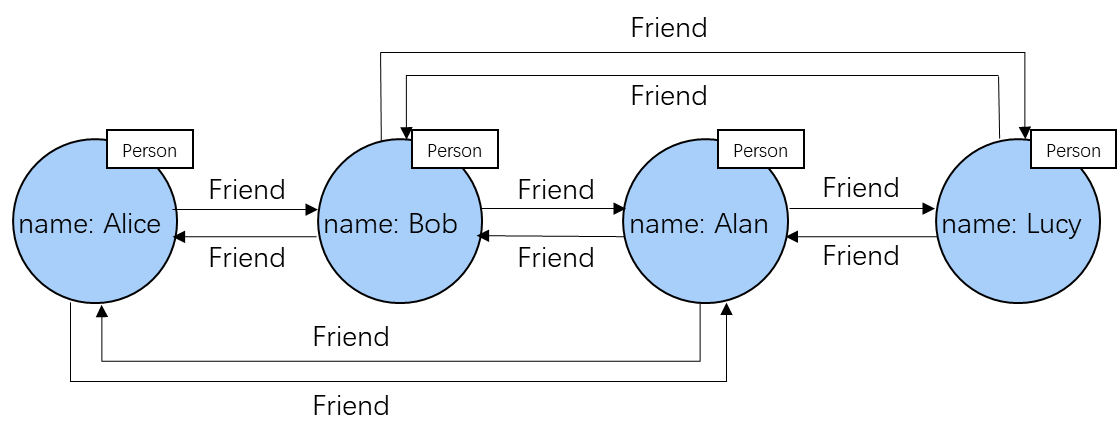 Friend
Friend
Person
Person
Person
Person
Friend
Friend
Friend
name: Alice
name: Bob
name: Alan
name: Lucy
Friend
Friend
Friend
Friend
Friend